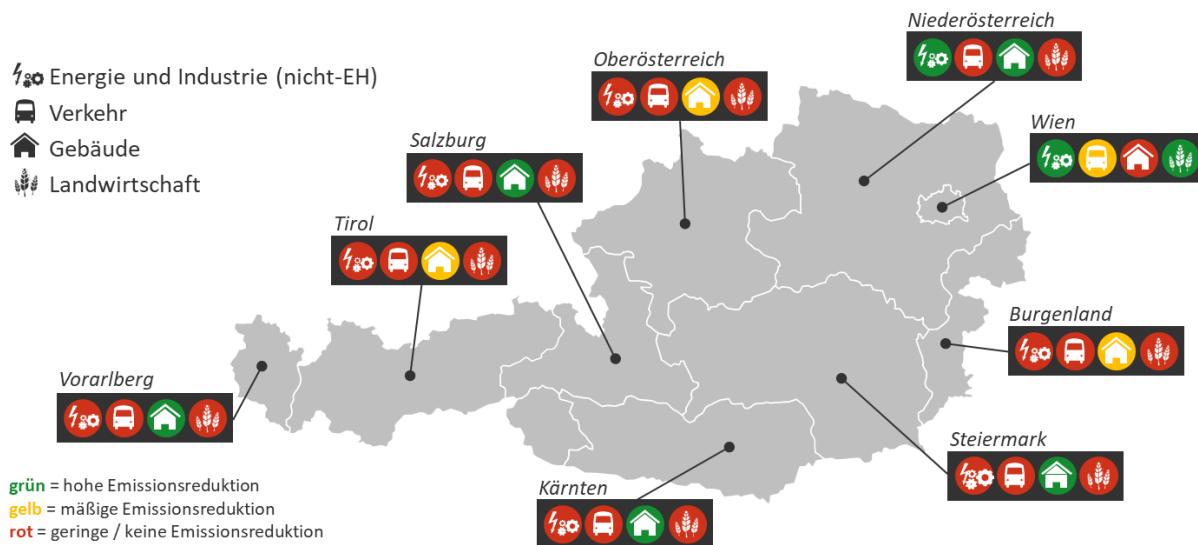 Energie und Industrie (nicht-EH)
Verkehr
Gebäude
Landwirtschaft
Niederösterreich
Oberösterreich
Wien
Salzburg
Tirol
Burgenland
Vorarlberg
Steiermark
Kärnten
grün = hohe Emissionsreduktion
gelb = mäßige Emissionsreduktion
rot = geringe / keine Emissionsreduktion